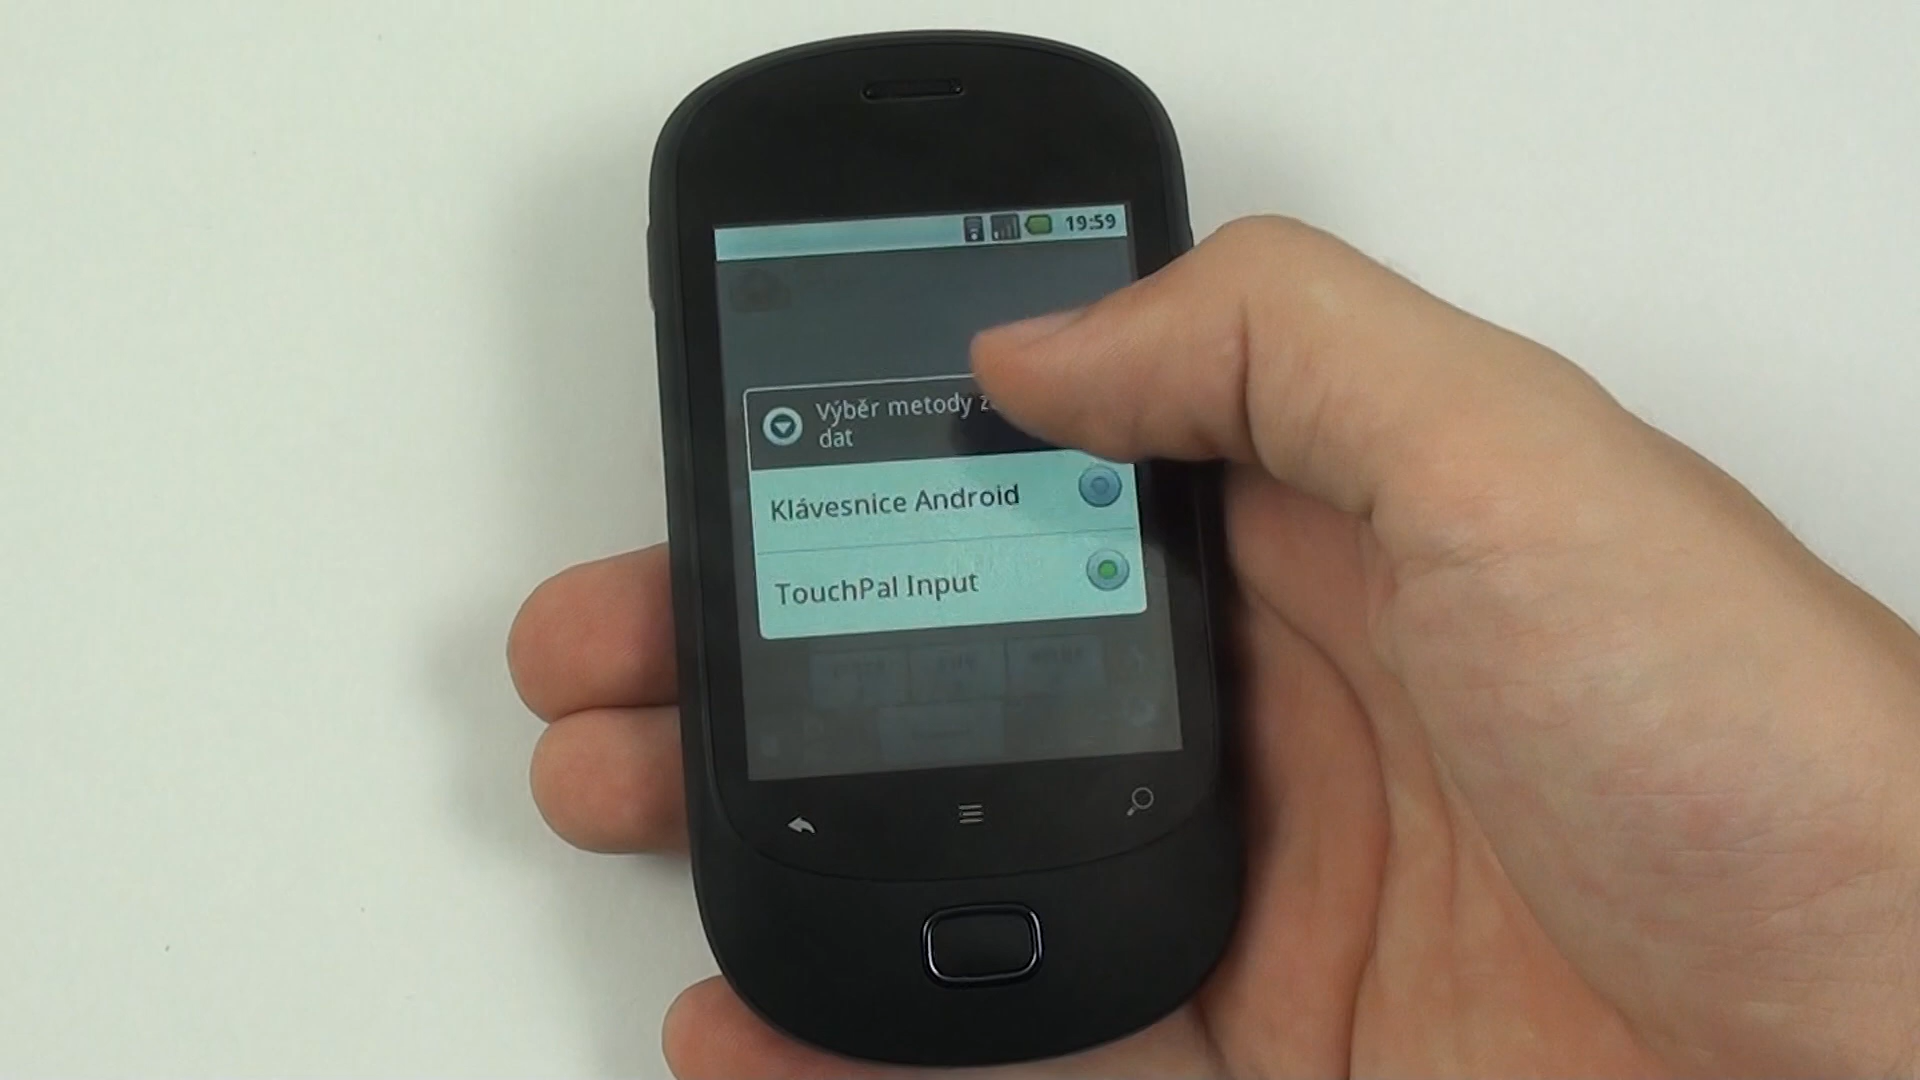 19:59
Výběr metody
dat
Klávesnice Android
TouchPal Input